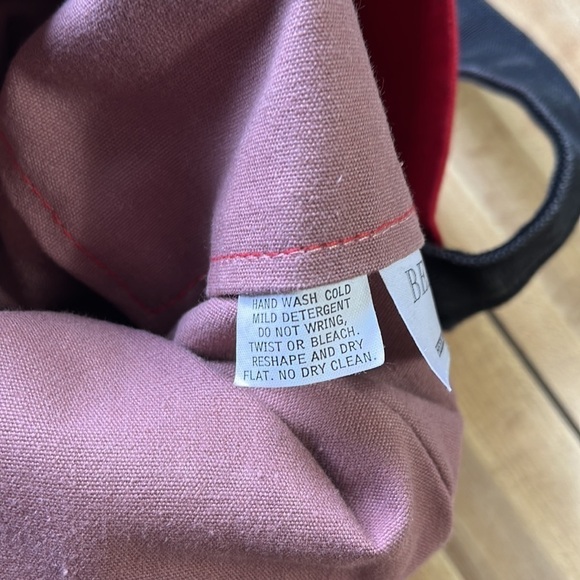 HAND WASH COLD
MILD DETERGENT
DO NOT WRING,
TWIST OR BLEACH.
RESHAPE AND DRY
FLAT. NO DRY CLEAN.